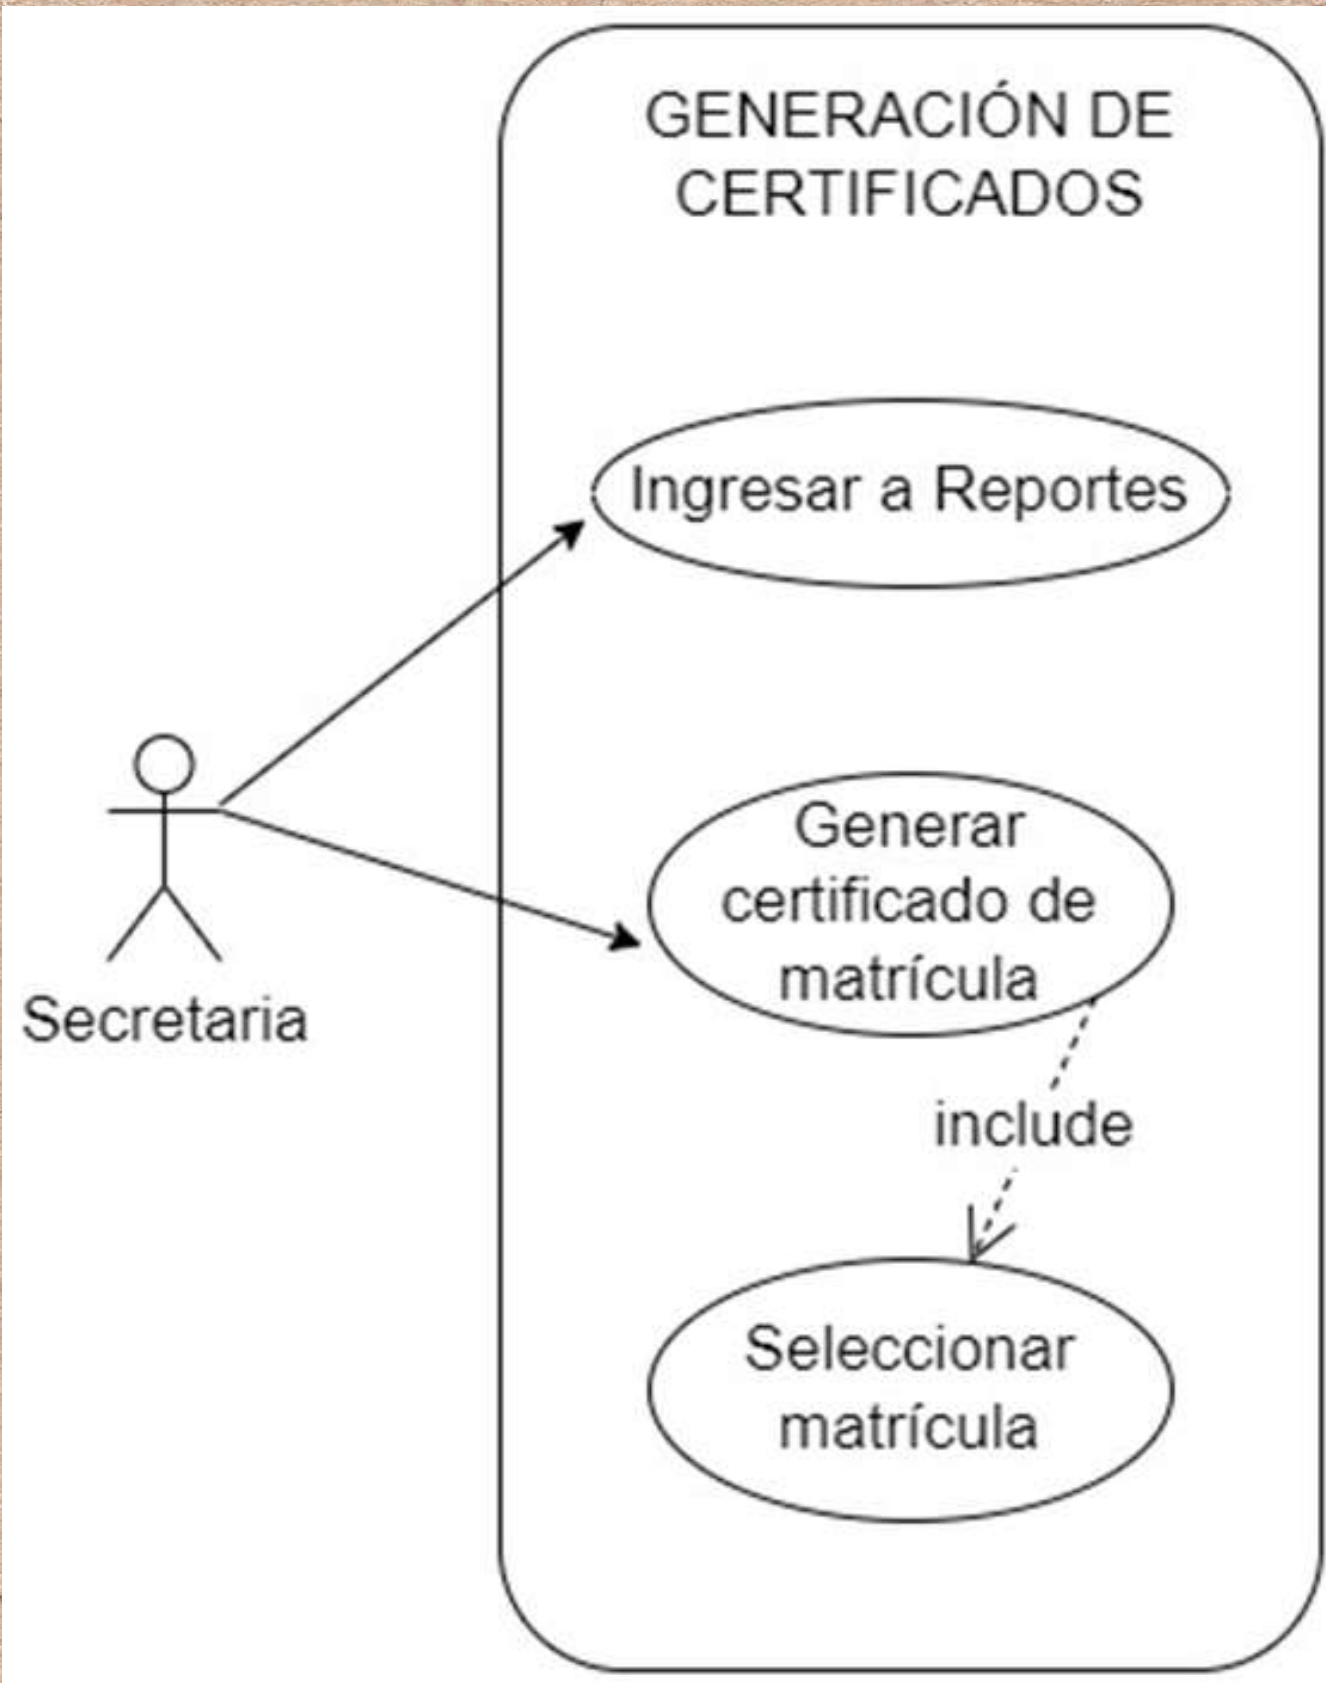 GENERACIÓN DE
CERTIFICADOS
Ingresar a Reportes
Generar
certificado de
matrícula
Secretaria
include
Seleccionar
matrícula